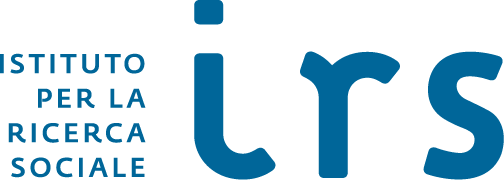 ISTITUTO
PER LA
RICERCA
SOCIALE
irs